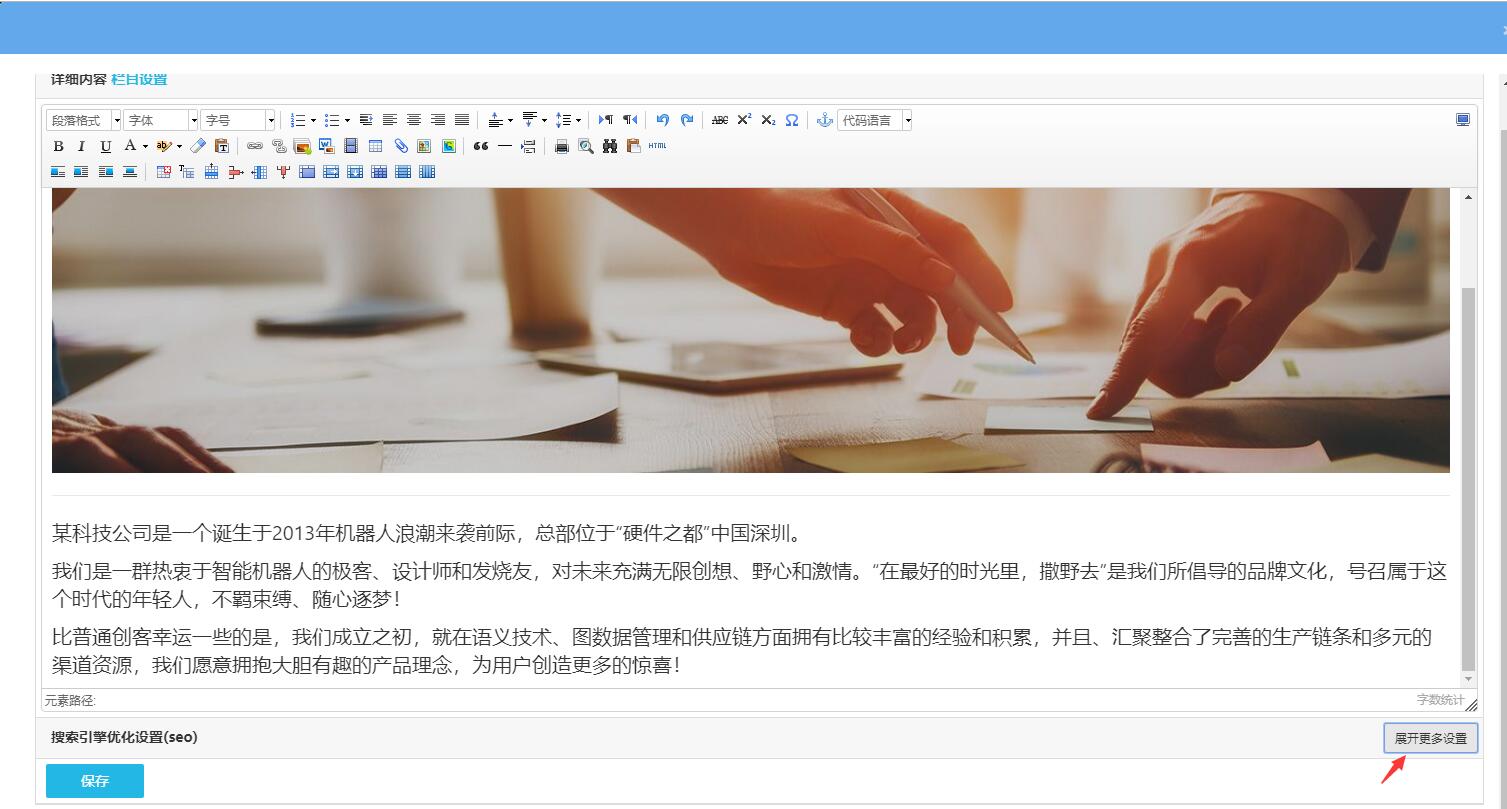 详细内容 栏目设置
段落格式 字体 字号 ABC X² X₂ Ω 代码语言
B I U A ab HTML
某科技公司是一个诞生于2013年机器人浪潮来袭前际，总部位于“硬件之都”中国深圳。
我们是一群热衷于智能机器人的极客、设计师和发烧友，对未来充满无限创想、野心和激情。“在最好的时光里，撒野去”是我们所倡导的品牌文化，号召属于这
个时代的年轻人，不羁束缚、随心逐梦！
比普通创客幸运一些的是，我们成立之初，就在语义技术、图数据管理和供应链方面拥有比较丰富的经验和积累，并且、汇聚整合了完善的生产链条和多元的
渠道资源，我们愿意拥抱大胆有趣的产品理念，为用户创造更多的惊喜！
元素路径: 字数统计
搜索引擎优化设置(seo) 展开更多设置
保存